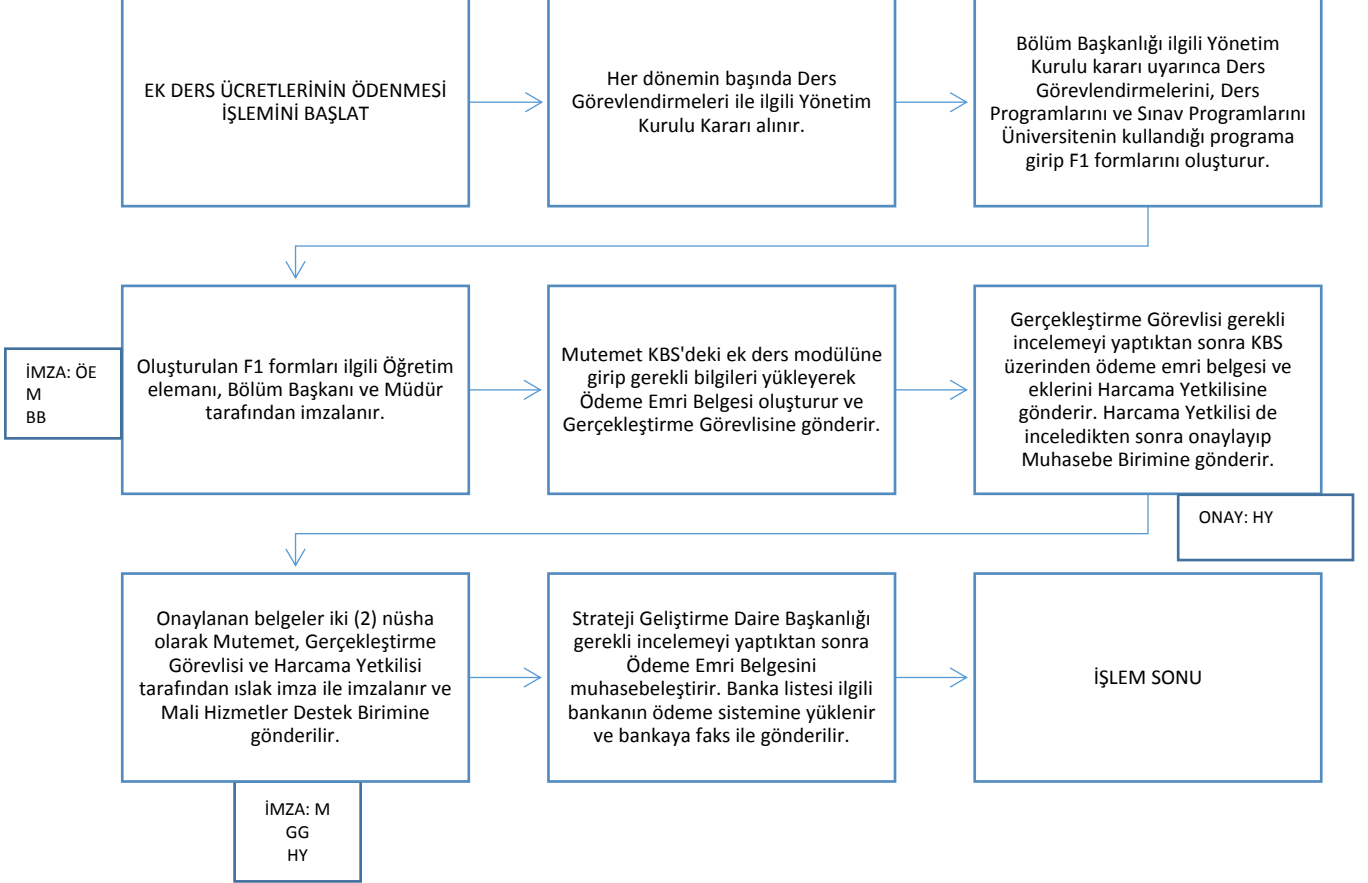 EK DERS ÜCRETLERİNİN ÖDENMESİ
İŞLEMİNİ BAŞLAT
Her dönemin başında Ders
Görevlendirmeleri ile ilgili Yönetim
Kurulu Kararı alınır.
Bölüm Başkanlığı ilgili Yönetim
Kurulu kararı uyarınca Ders
Görevlendirmelerini, Ders
Programlarını ve Sınav Programlarını
Üniversitenin kullandığı programa
girip F1 formlarını oluşturur.
İMZA: ÖE
M
BB
Oluşturulan F1 formları ilgili Öğretim
elemanı, Bölüm Başkanı ve Müdür
tarafından imzalanır.
Mutemet KBS'deki ek ders modülüne
girip gerekli bilgileri yükleyerek
Ödeme Emri Belgesi oluşturur ve
Gerçekleştirme Görevlisine gönderir.
Gerçekleştirme Görevlisi gerekli
incelemeyi yaptıktan sonra KBS
üzerinden ödeme emri belgesi ve
eklerini Harcama Yetkilisine
gönderir. Harcama Yetkilisi de
inceledikten sonra onaylayıp
Muhasebe Birimine gönderir.
ONAY: HY
Onaylanan belgeler iki (2) nüsha
olarak Mutemet, Gerçekleştirme
Görevlisi ve Harcama Yetkilisi
tarafından ıslak imza ile imzalanır ve
Mali Hizmetler Destek Birimine
gönderilir.
İMZA: M
GG
HY
Strateji Geliştirme Daire Başkanlığı
gerekli incelemeyi yaptıktan sonra
Ödeme Emri Belgesini
muhasebeleştirir. Banka listesi ilgili
bankanın ödeme sistemine yüklenir
ve bankaya faks ile gönderilir.
İŞLEM SONU